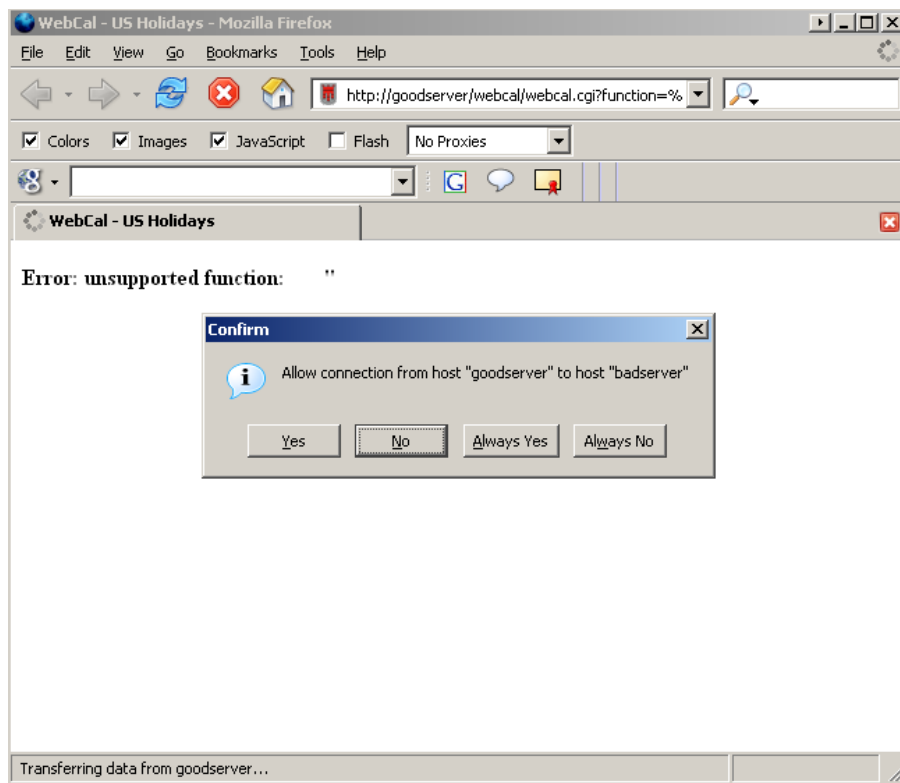 WebCal - US Holidays - Mozilla Firefox
File Edit View Go Bookmarks Tools Help
http://goodserver/webcal/webcal.cgi?function=%
Colors Images JavaScript Flash No Proxies
G
WebCal - US Holidays
Error: unsupported function: "
Confirm
Allow connection from host "goodserver" to host "badserver"
Yes No Always Yes Always No
Transferring data from goodserver...